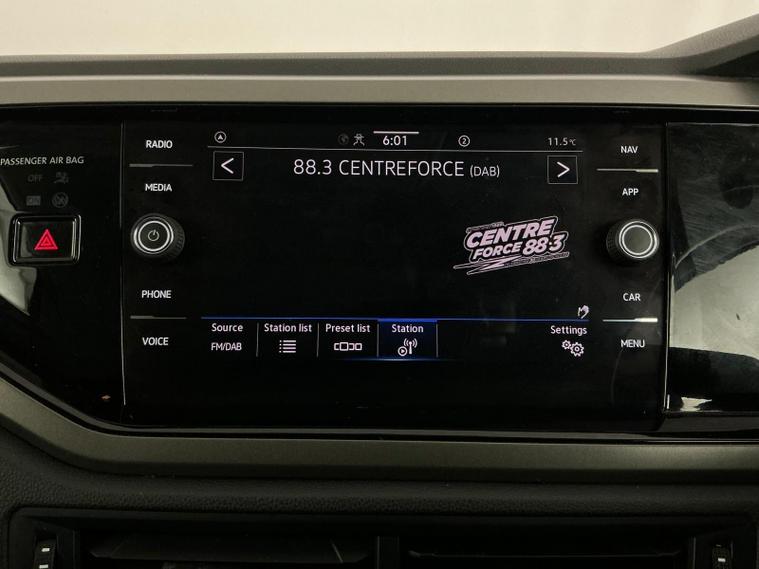 PASSENGER AIR BAG
OFF
ON
RADIO
MEDIA
PHONE
VOICE
6:01
2
11.5°C
< 88.3 CENTREFORCE (DAB) >
CENTRE
FORCE 88.3
Source
FM/DAB
Station list
Preset list
Station
Settings
NAV
APP
CAR
MENU